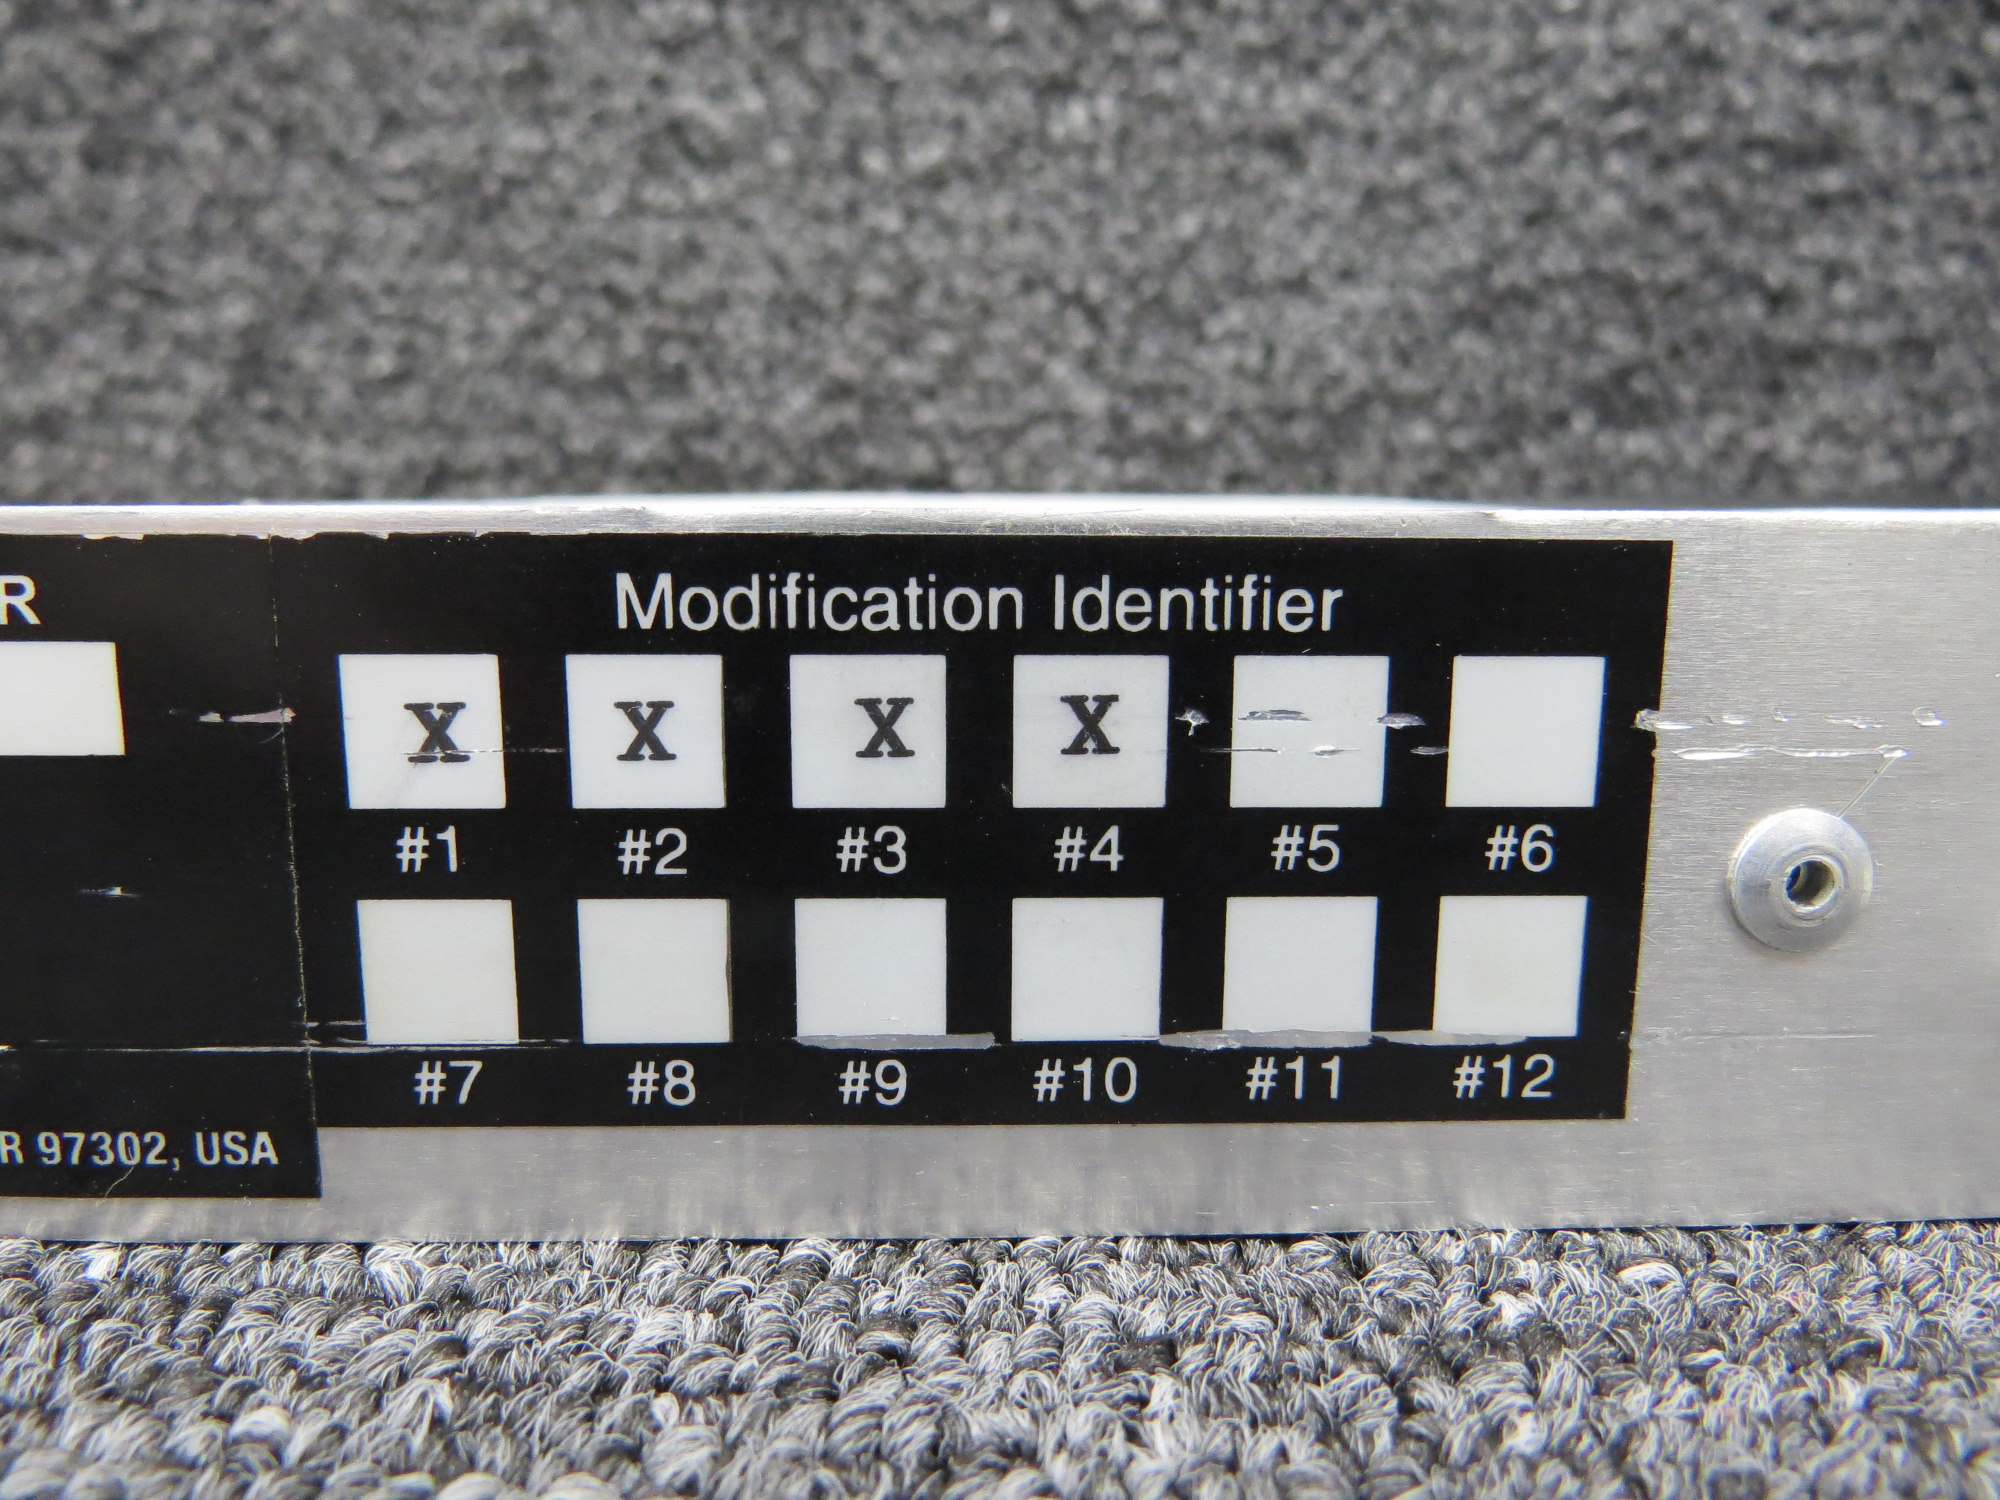 R
Modification Identifier
X X X X
#1 #2 #3 #4 #5 #6
#7 #8 #9 #10 #11 #12
R 97302, USA